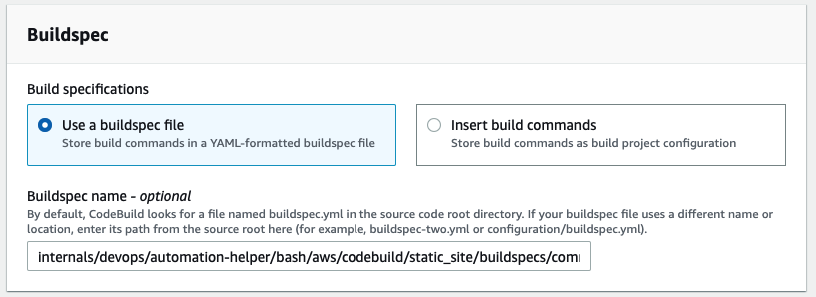 Buildspec
Build specifications
Use a buildspec file
Store build commands in a YAML-formatted buildspec file
Insert build commands
Store build commands as build project configuration
Buildspec name - optional
By default, CodeBuild looks for a file named buildspec.yml in the source code root directory. If your buildspec file uses a different name or
location, enter its path from the source root here (for example, buildspec-two.yml or configuration/buildspec.yml).
internals/devops/automation-helper/bash/aws/codebuild/static_site/buildspecs/com